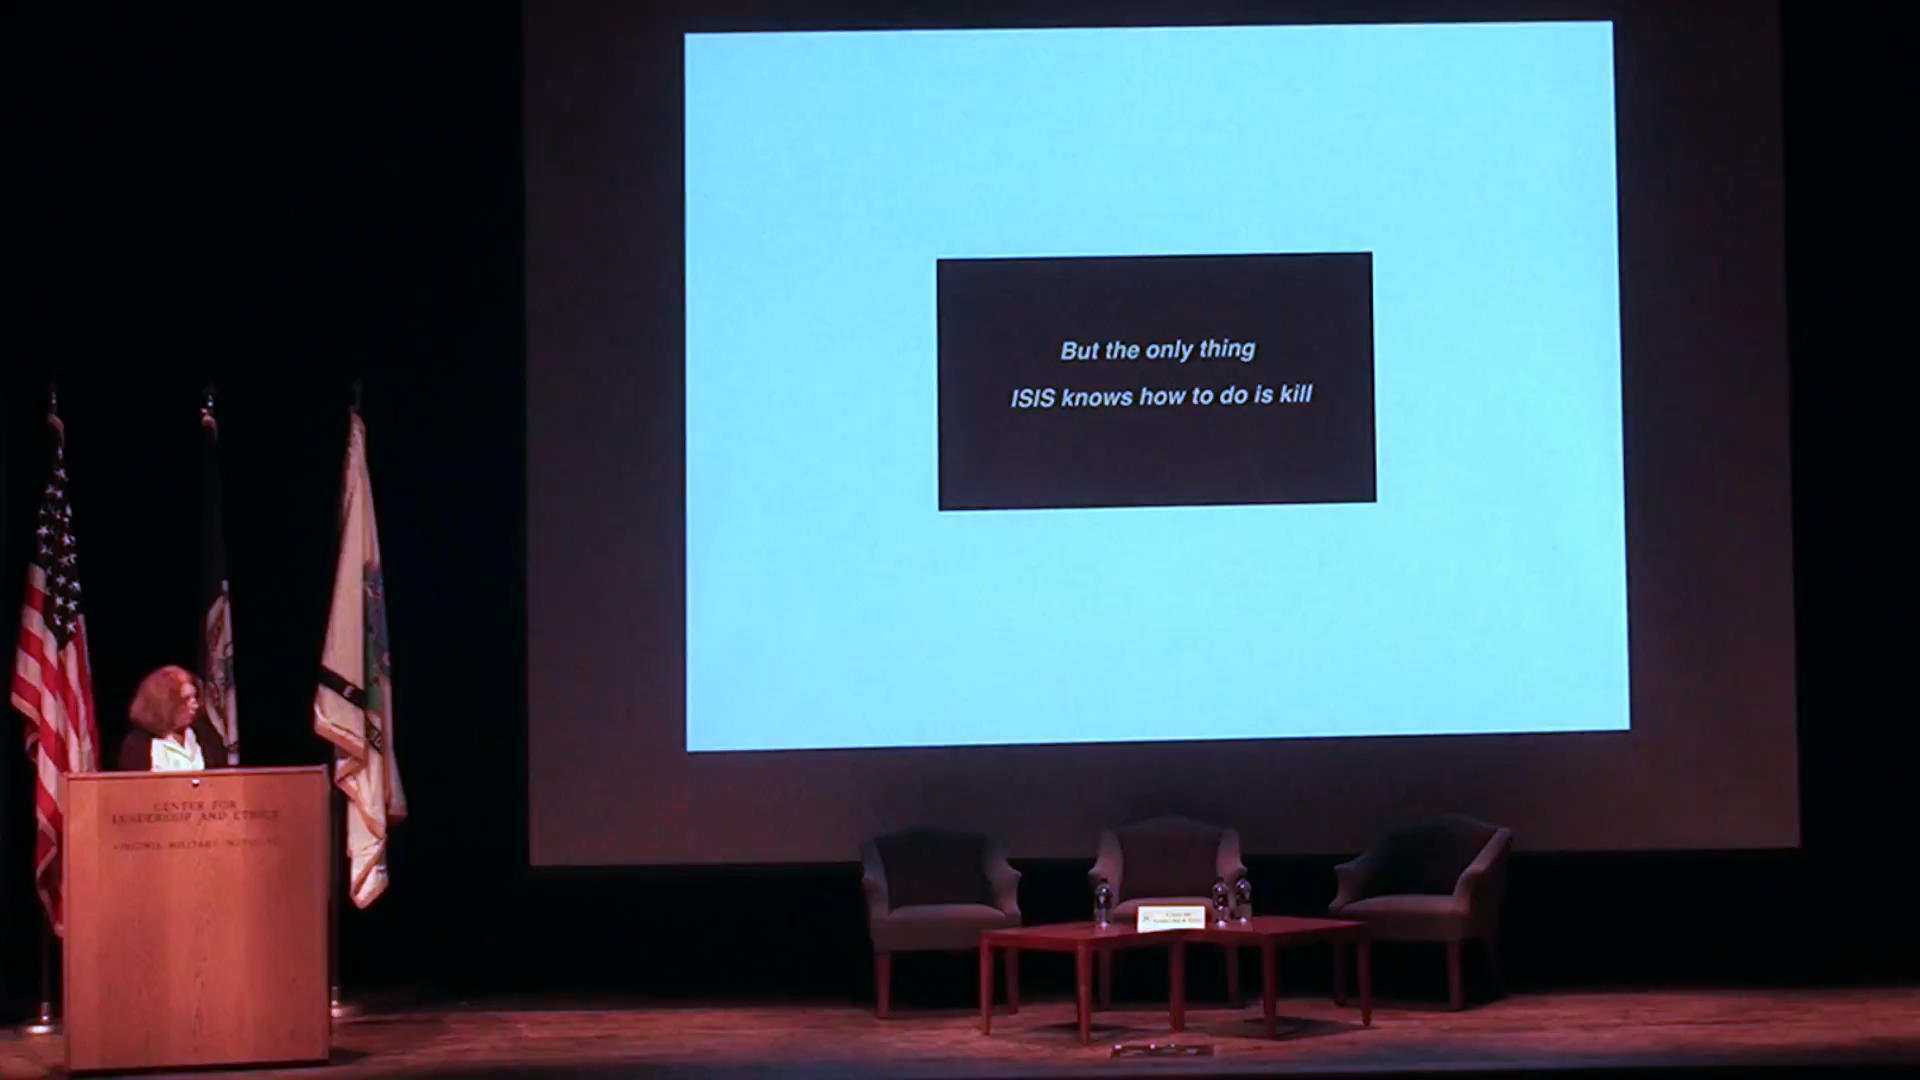 But the only thing
ISIS knows how to do is kill
CENTER FOR
LEADERSHIP AND ETHICS
VIRGINIA MILITARY INSTITUTE